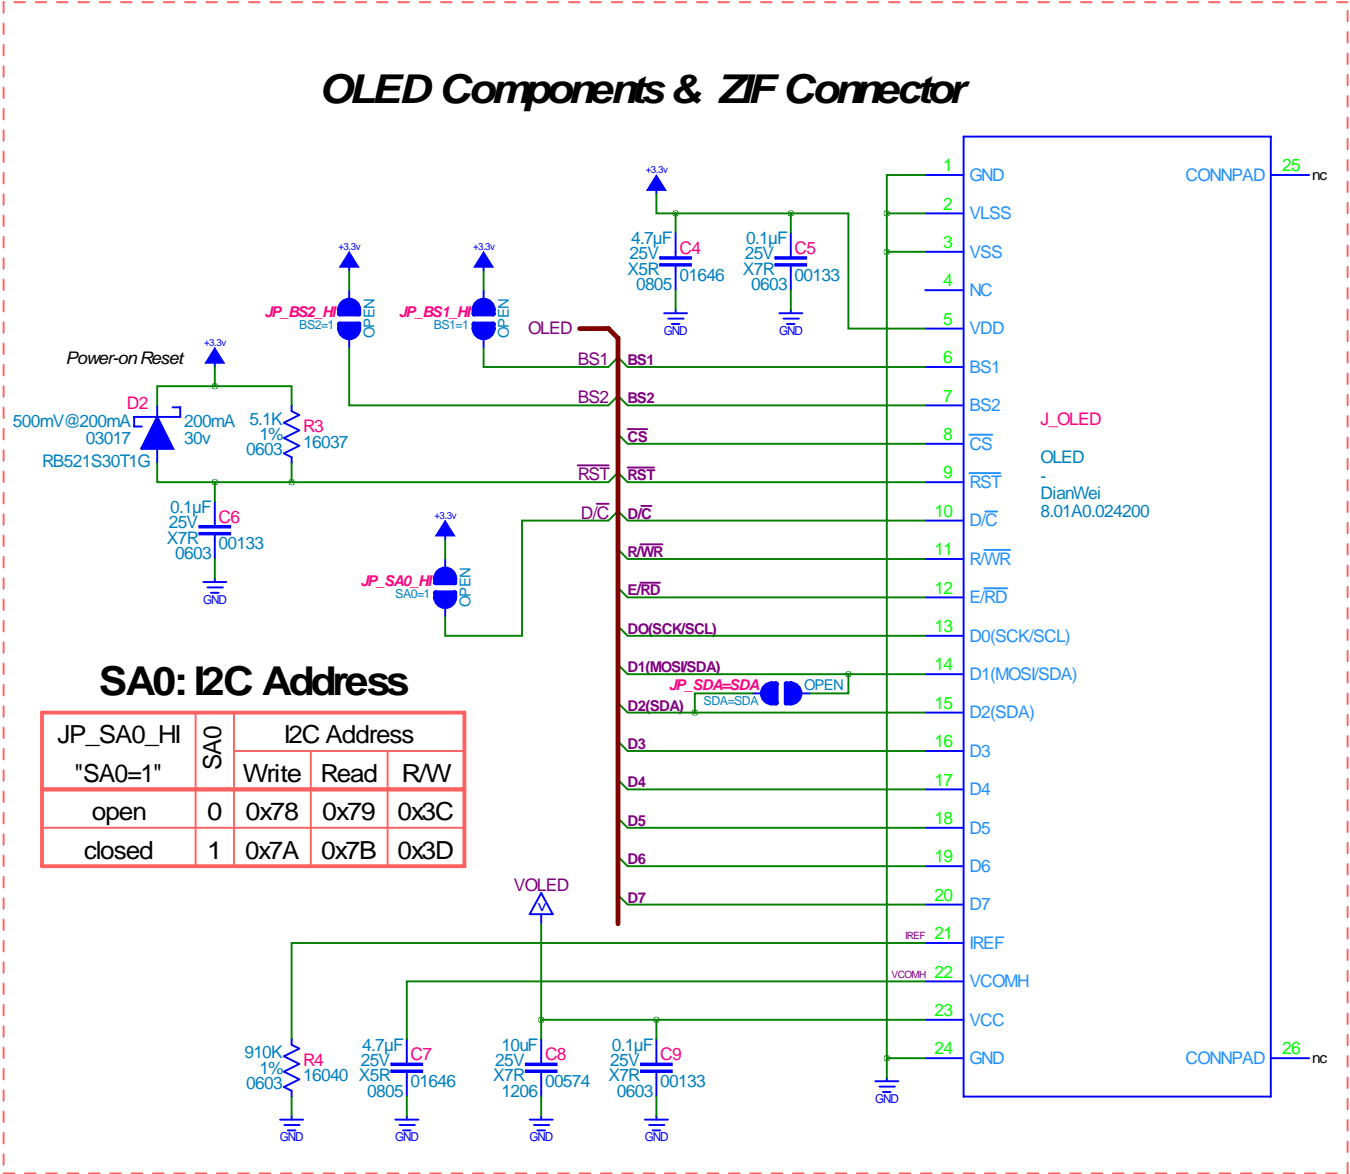 OLED Components & ZIF Connector
+3.3v
4.7µF
25V
X5R
0805
C4
01646
GND
0.1µF
25V
X7R
0603
C5
00133
GND
+3.3v
JP_BS2_HI
BS2=1
OPEN
+3.3v
JP_BS1_HI
BS1=1
OPEN
OLED
Power-on Reset
+3.3v
D2
500mV@200mA
03017
200mA
30v
RB521S30T1G
5.1K
1%
0603
R3
16037
0.1µF
25V
X7R
0603
C6
00133
GND
+3.3v
JP_SA0_HI
SA0=1
OPEN
BS1
BS2
RST
D/C
BS1
BS2
CS
RST
D/C
R/WR
E/RD
DO(SCK/SCL)
D1(MOSI/SDA)
JP_SDA=SDA
SDA=SDA
OPEN
D2(SDA)
D3
D4
D5
D6
D7
SA0: I2C Address
JP_SA0_HI
"SA0=1"
SA0
I2C Address
Write Read R/W
open 0 0x78 0x79 0x3C
closed 1 0x7A 0x7B 0x3D
VOLED
V
IREF
VCOMH
910K
1%
0603
R4
16040
GND
4.7µF
25V
X5R
0805
C7
01646
GND
10uF
25V
X7R
1206
C8
00574
GND
0.1µF
25V
X7R
0603
C9
00133
GND
GND
1 GND
2 VLSS
3 VSS
4 NC
5 VDD
6 BS1
7 BS2
8 CS
9 RST
10 D/C
11 R/WR
12 E/RD
13 D0(SCK/SCL)
14 D1(MOSI/SDA)
15 D2(SDA)
16 D3
17 D4
18 D5
19 D6
20 D7
21 IREF
22 VCOMH
23 VCC
24 GND
J_OLED
OLED
-
DianWei
8.01A0.024200
CONNPAD 25 nc
CONNPAD 26 nc